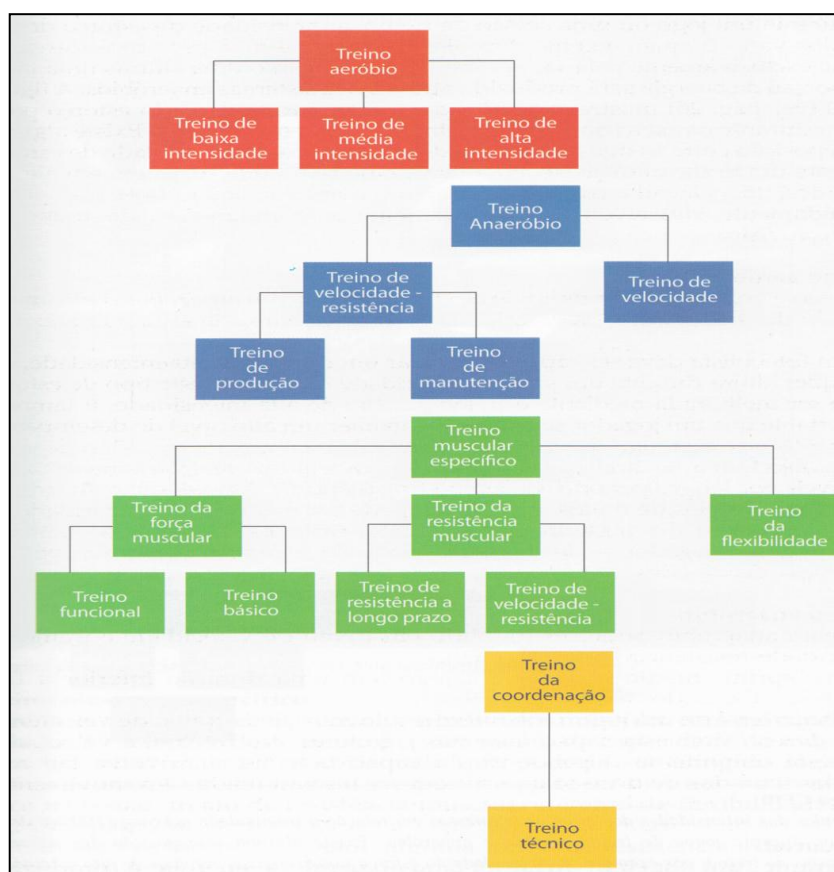 Treino
aeróbio
Treino de
baixa
intensidade
Treino de
média
intensidade
Treino de
alta
intensidade
Treino
Anaeróbio
Treino de
velocidade -
resistência
Treino de
velocidade
Treino
de
produção
Treino
de
manutenção
Treino
muscular
específico
Treino da
força
muscular
Treino da
resistência
muscular
Treino
da
flexibilidade
Treino
funcional
Treino
básico
Treino de
resistência a
longo prazo
Treino de
velocidade -
resistência
Treino
da
coordenação
Treino
técnico